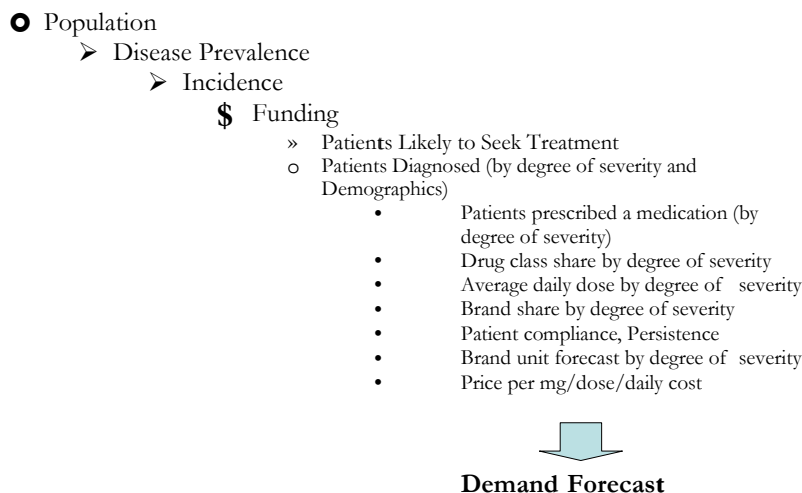 Population
➢ Disease Prevalence
➢ Incidence
$ Funding
» Patients Likely to Seek Treatment
o Patients Diagnosed (by degree of severity and
Demographics)
• Patients prescribed a medication (by
degree of severity)
• Drug class share by degree of severity
• Average daily dose by degree of severity
• Brand share by degree of severity
• Patient compliance, Persistence
• Brand unit forecast by degree of severity
• Price per mg/dose/daily cost
Demand Forecast